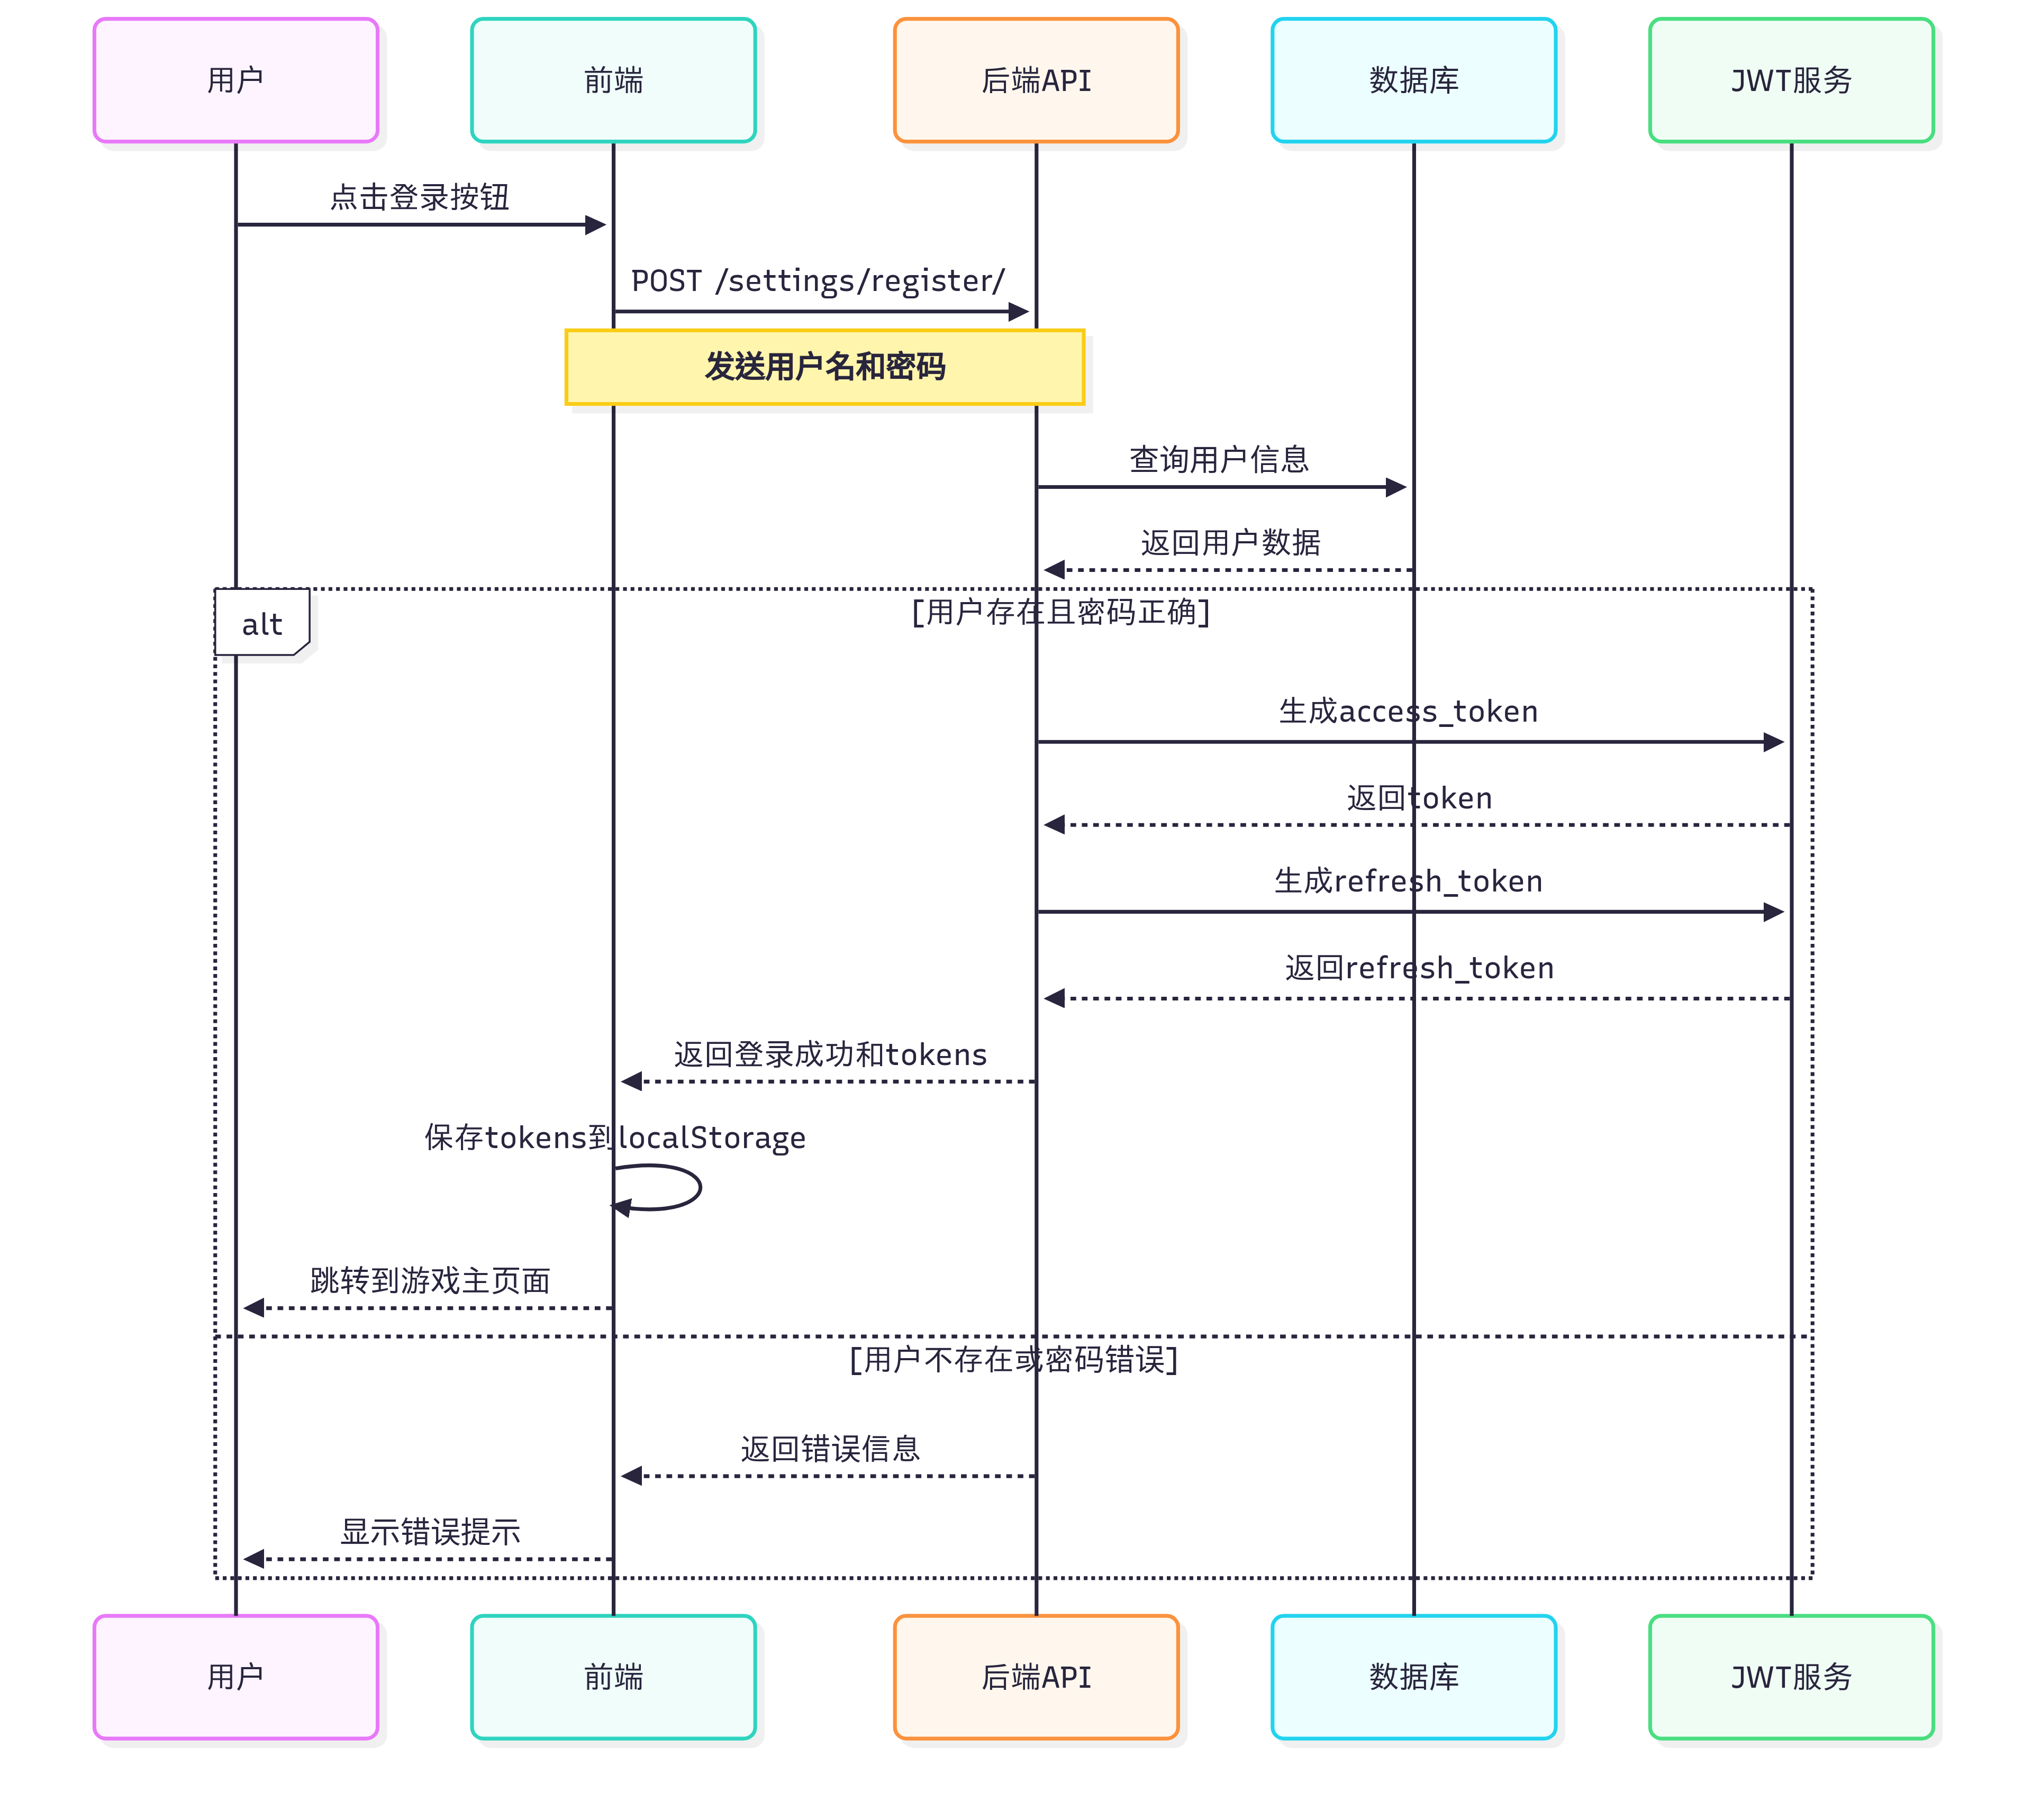 用户
前端
后端API
数据库
JWT服务
点击登录按钮
POST /settings/register/
发送用户名和密码
查询用户信息
返回用户数据
alt
[用户存在且密码正确]
生成access_token
返回token
生成refresh_token
返回refresh_token
返回登录成功和tokens
保存tokens到localStorage
跳转到游戏主页面
[用户不存在或密码错误]
返回错误信息
显示错误提示
用户
前端
后端API
数据库
JWT服务